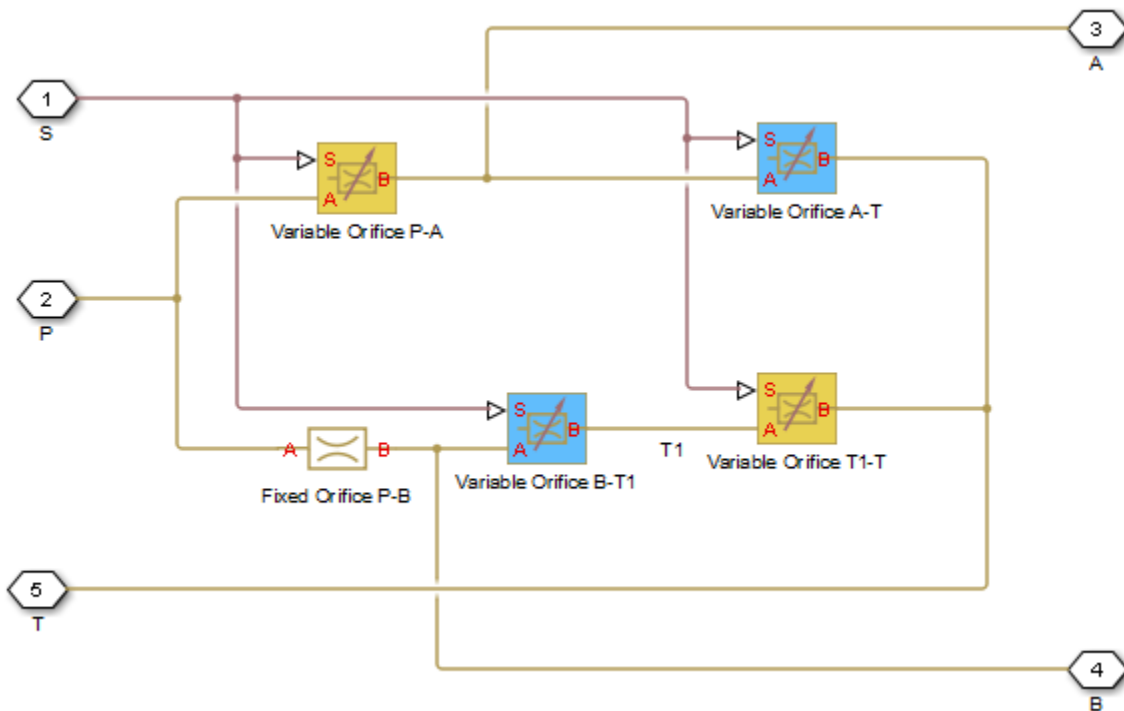 3
A
1
S
S
B
A
Variable Orifice P-A
S
B
A
Variable Orifice A-T
2
P
S
B
A
Variable Orifice T1-T
S
B
A
Variable Orifice B-T1
T1
A
B
Fixed Orifice P-B
5
T
4
B